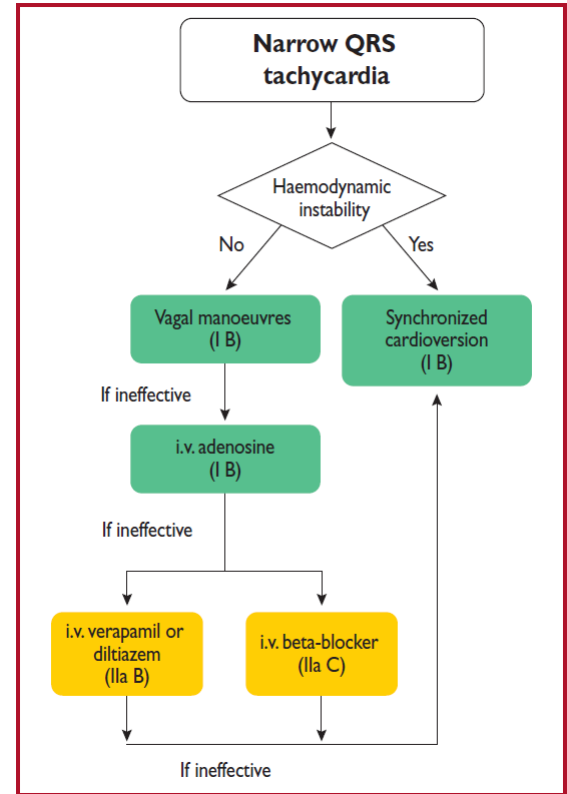 Narrow QRS
tachycardia
Haemodynamic
instability
No
Yes
Vagal manoeuvres
(I B)
Synchronized
cardioversion
(I B)
If ineffective
i.v. adenosine
(I B)
If ineffective
i.v. verapamil or
diltiazem
(IIa B)
i.v. beta-blocker
(IIa C)
If ineffective